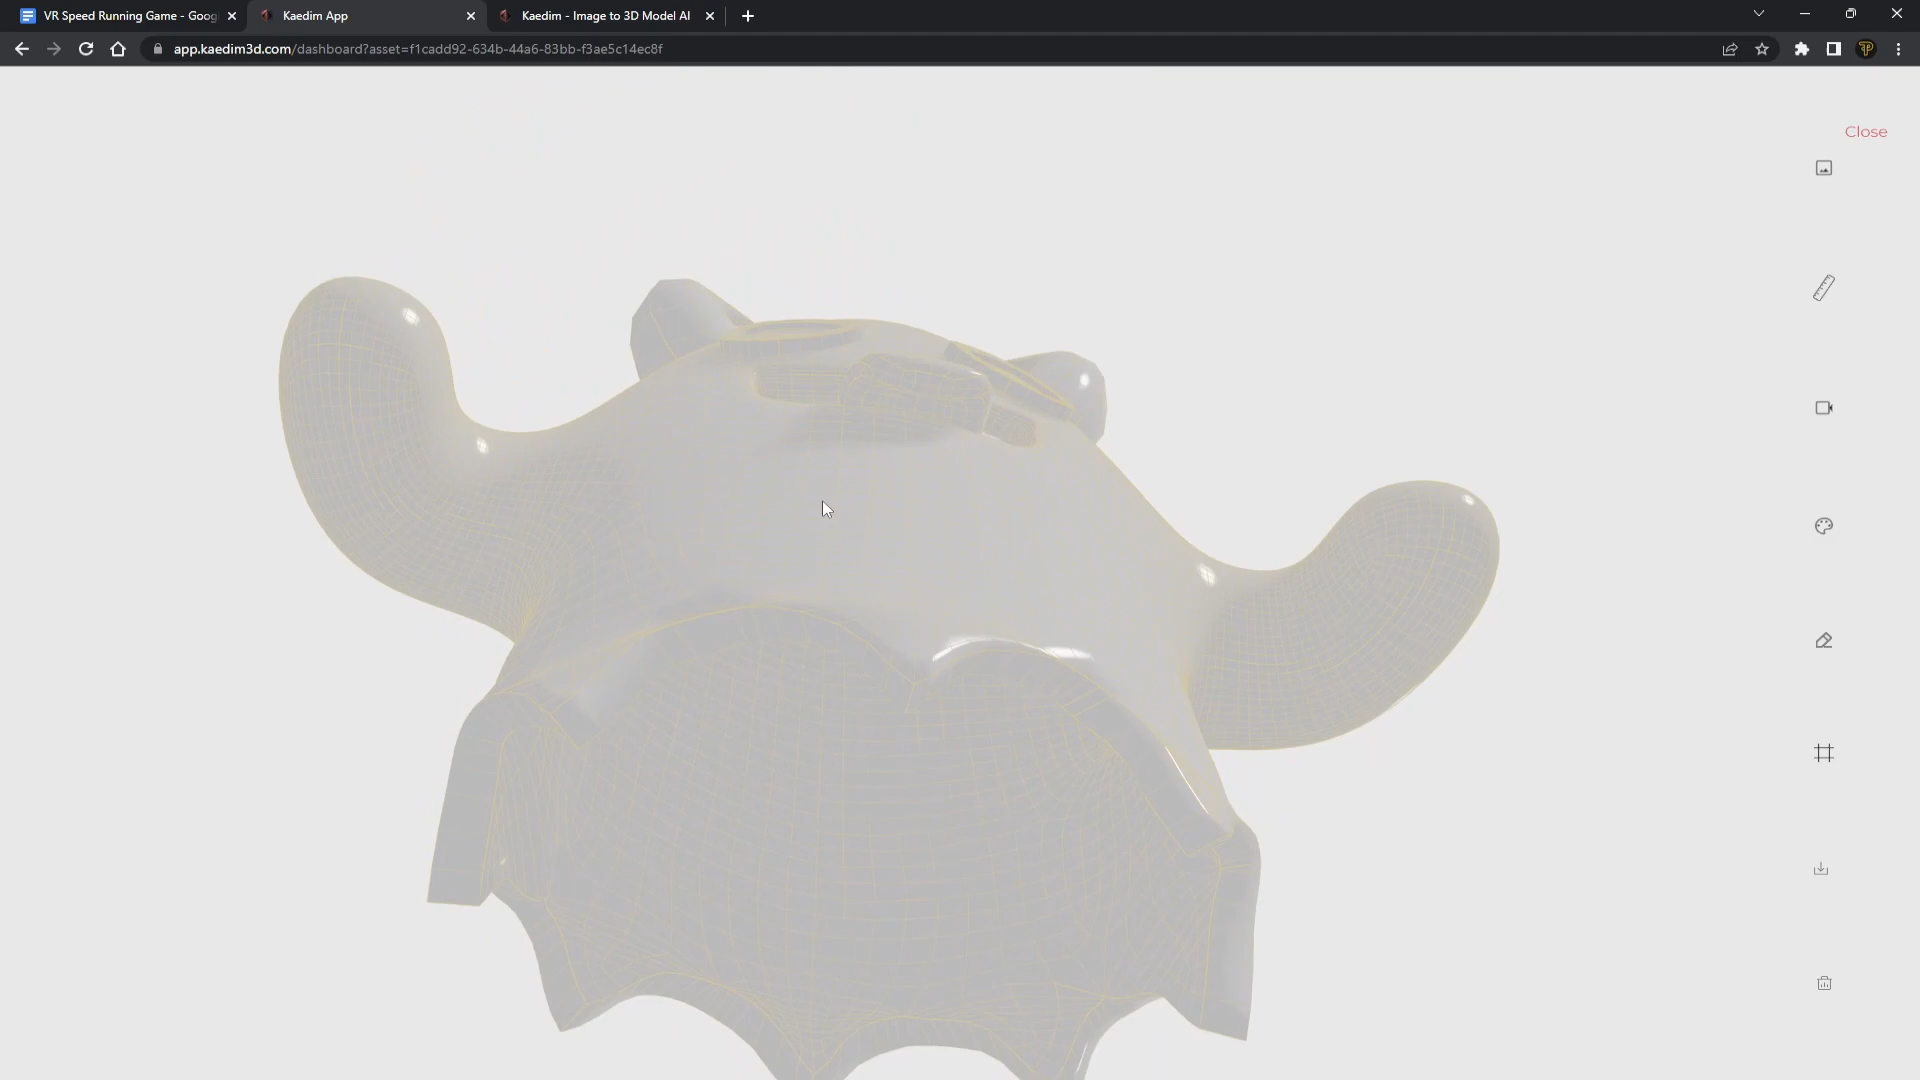 VR Speed Running Game - Goog
Kaedim App
Kaedim - Image to 3D Model AI
app.kaedim3d.com/dashboard?asset=f1cadd92-634b-44a6-83bb-f3ae5c14ec8f
Close